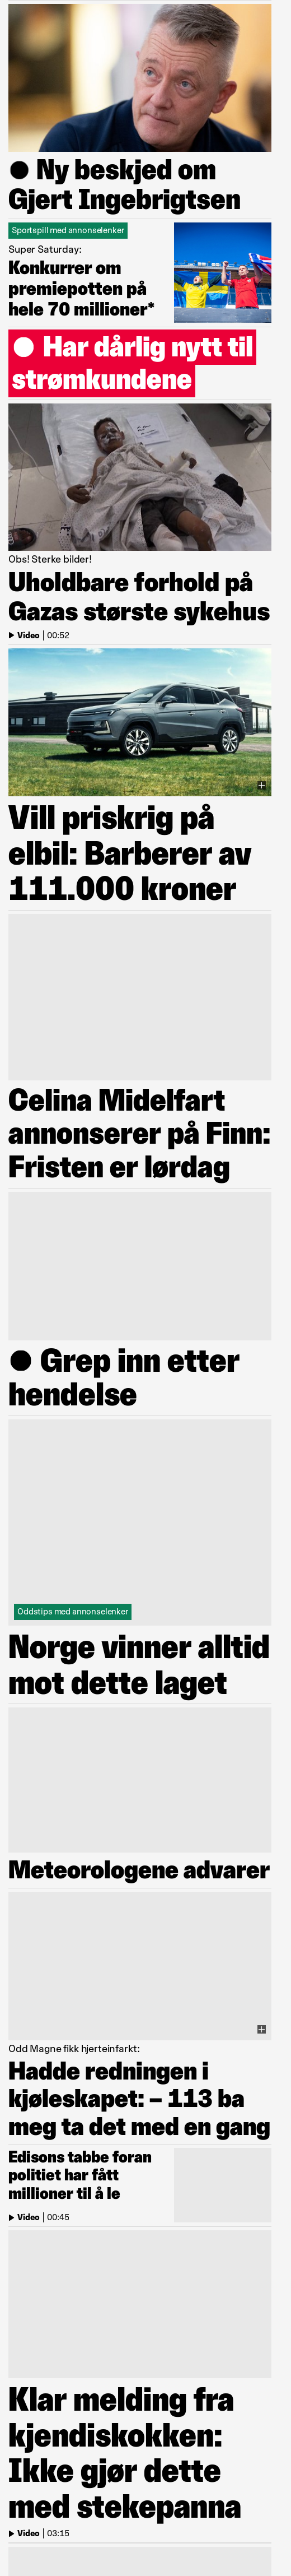 Ny beskjed om
Gjert Ingebrigtsen
Sportspill med annonselenker
Super Saturday:
Konkurrer om
premiepotten på
hele 70 millioner*
Har dårlig nytt til
strømkundene
Obs! Sterke bilder!
Uholdbare forhold på
Gazas største sykehus
Video | 00:52
Vill priskrig på
elbil: Barberer av
111.000 kroner
Celina Midelfart
annonserer på Finn:
Fristen er lørdag
Grep inn etter
hendelse
Oddstips med annonselenker
Norge vinner alltid
mot dette laget
Meteorologene advarer
Odd Magne fikk hjerteinfarkt:
Hadde redningen i
kjøleskapet: – 113 ba
meg ta det med en gang
Edisons tabbe foran
politiet har fått
millioner til å le
Video | 00:45
Klar melding fra
kjendiskokken:
Ikke gjør dette
med stekepanna
Video | 03:15